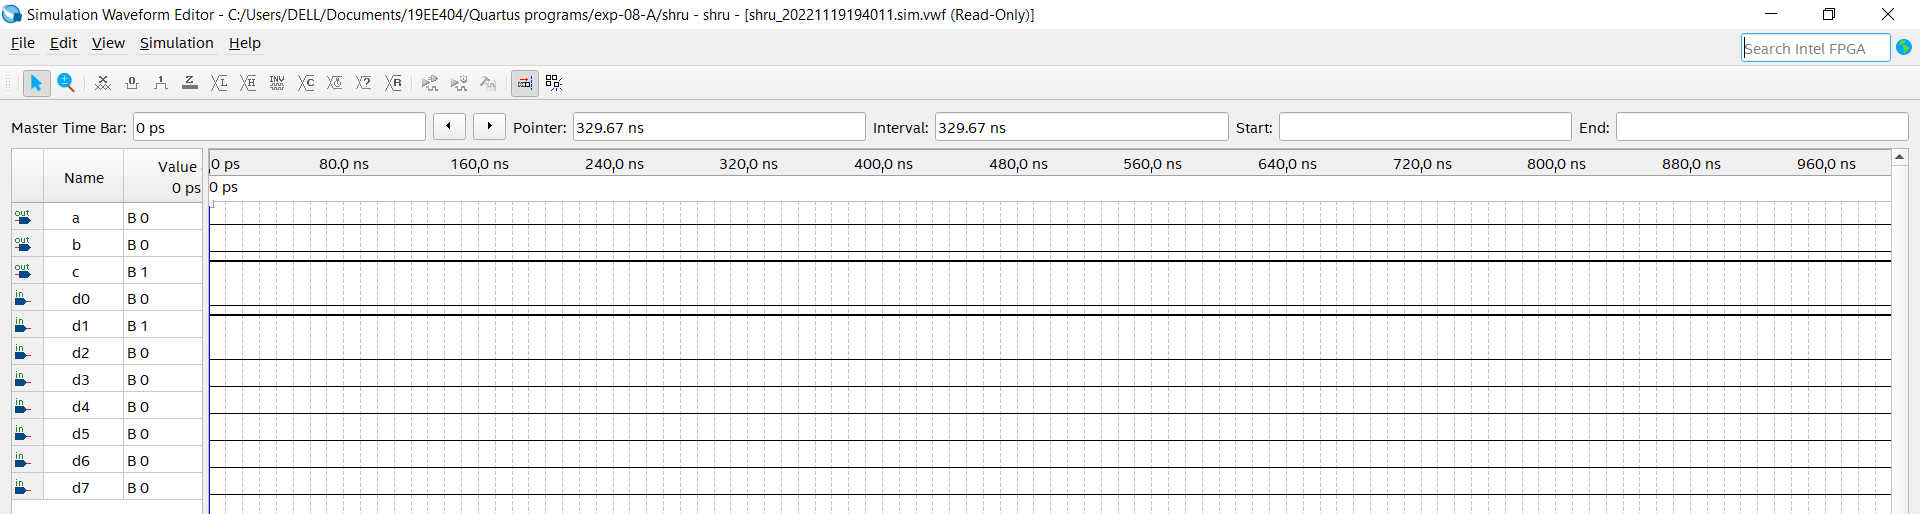 Simulation Waveform Editor - C:/Users/DELL/Documents/19EE404/Quartus programs/exp-08-A/shru - shru - [shru_20221119194011.sim.vwf (Read-Only)]
File Edit View Simulation Help
Search Intel FPGA
Master Time Bar: 0 ps Pointer: 329.67 ns Interval: 329.67 ns Start: End:
Name Value 0 ps 80.0 ns 160.0 ns 240.0 ns 320.0 ns 400.0 ns 480.0 ns 560.0 ns 640.0 ns 720.0 ns 800.0 ns 880.0 ns 960.0 ns
0 ps 0 ps
out a B 0
out b B 0
out c B 1
in d0 B 0
in d1 B 1
in d2 B 0
in d3 B 0
in d4 B 0
in d5 B 0
in d6 B 0
in d7 B 0